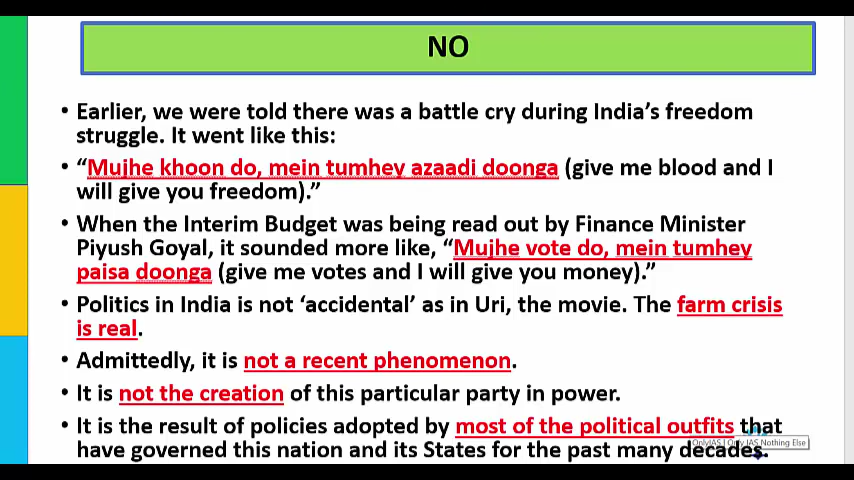 NO
• Earlier, we were told there was a battle cry during India's freedom
struggle. It went like this:
• “Mujhe khoon do, mein tumhey azaadi doonga (give me blood and I
will give you freedom).”
• When the Interim Budget was being read out by Finance Minister
Piyush Goyal, it sounded more like, “Mujhe vote do, mein tumhey
paisa doonga (give me votes and I will give you money).”
• Politics in India is not ‘accidental’ as in Uri, the movie. The farm crisis
is real.
• Admittedly, it is not a recent phenomenon.
• It is not the creation of this particular party in power.
• It is the result of policies adopted by most of the political outfits that
OnlyIAS | Only IAS Nothing Else
have governed this nation and its States for the past many decades.